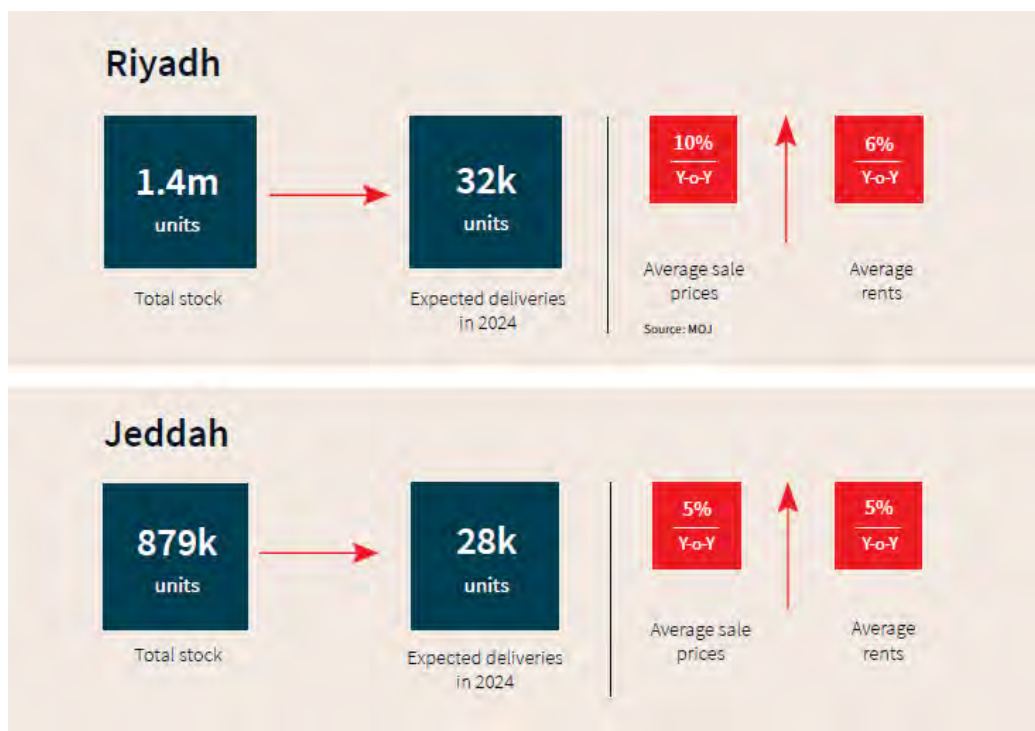 Riyadh
1.4m
units
Total stock
32k
units
Expected deliveries
in 2024
10%
Y-o-Y
Average sale
prices
Source: MOJ
6%
Y-o-Y
Average
rents
Jeddah
879k
units
Total stock
28k
units
Expected deliveries
in 2024
5%
Y-o-Y
Average sale
prices
5%
Y-o-Y
Average
rents